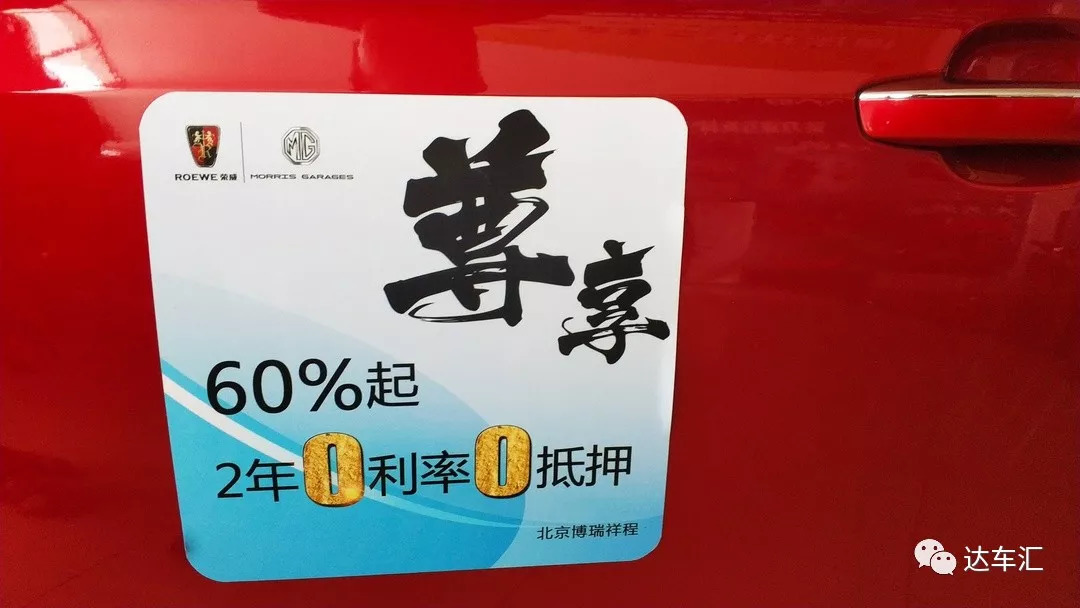 ROEWE 荣威
MG
MORRIS GARAGES
尊享
60%起
2年0利率0抵押
北京博瑞祥程
达车汇